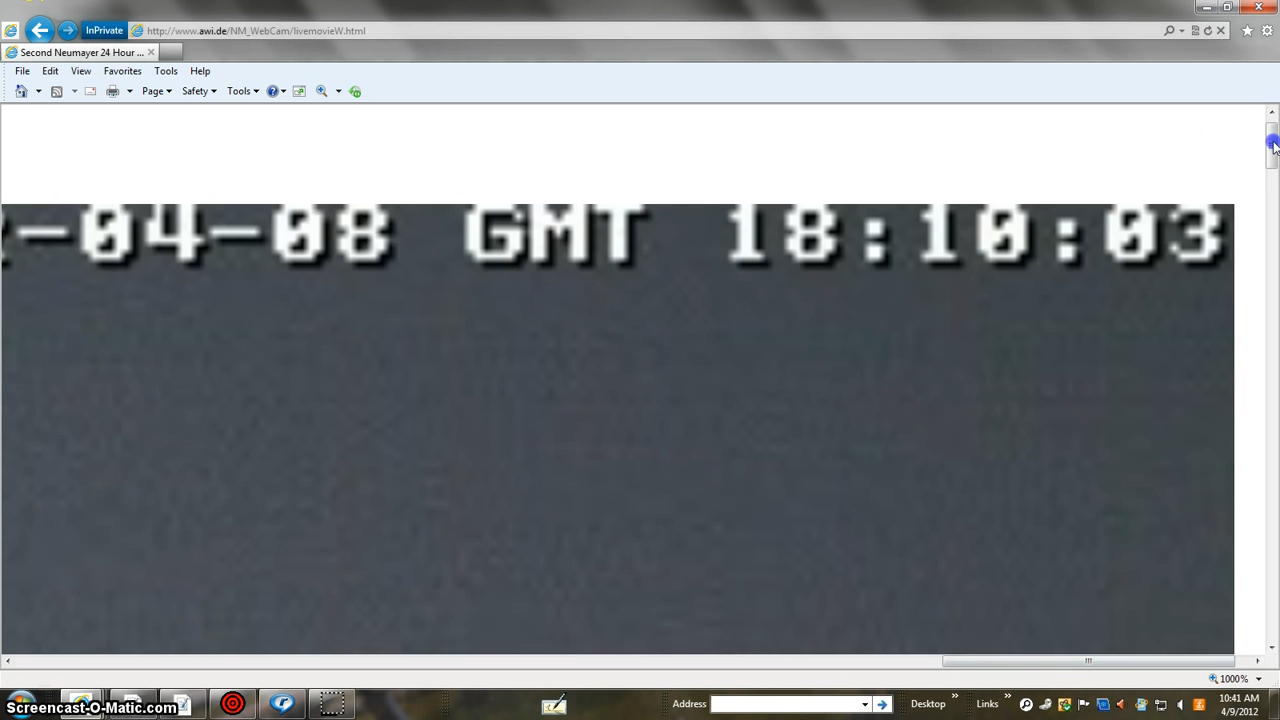 InPrivate http://www.awi.de/NM_WebCam/livemovieW.html
Second Neumayer 24 Hour ...
File Edit View Favorites Tools Help
Page Safety Tools
-04-08 GMT 18:10:03
1000%
Screencast-O-Matic.com
Address Desktop Links
10:41 AM
4/9/2012